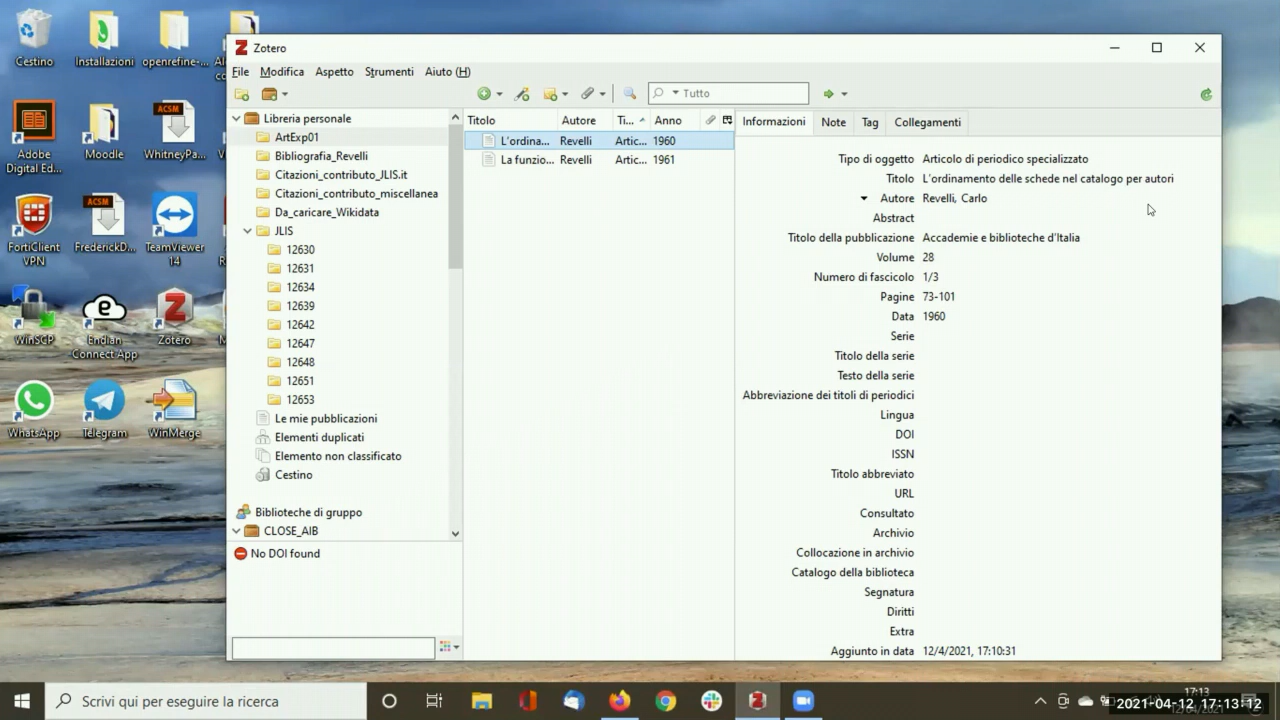 Cestino
Installazioni
openrefine-...
Adobe
Digital Ed...
Moodle
ACSM
WhitneyPa...
FortiClient
VPN
ACSM
FrederickD...
TeamViewer
14
WinSCP
Endian
Connect App
Zotero
WhatsApp
Telegram
WinMerge
Zotero
File Modifica Aspetto Strumenti Aiuto (H)
Tutto
Libreria personale
ArtExp01
Bibliografia_Revelli
Citazioni_contributo_JLIS.it
Citazioni_contributo_miscellanea
Da_caricare_Wikidata
JLIS
12630
12631
12634
12639
12642
12647
12648
12651
12653
Le mie pubblicazioni
Elementi duplicati
Elemento non classificato
Cestino
Biblioteche di gruppo
CLOSE_AIB
No DOI found
Titolo Autore Ti... Anno
L'ordina... Revelli Artic... 1960
La funzio... Revelli Artic... 1961
Informazioni Note Tag Collegamenti
Tipo di oggetto Articolo di periodico specializzato
Titolo L'ordinamento delle schede nel catalogo per autori
Autore Revelli, Carlo
Abstract
Titolo della pubblicazione Accademie e biblioteche d'Italia
Volume 28
Numero di fascicolo 1/3
Pagine 73-101
Data 1960
Serie
Titolo della serie
Testo della serie
Abbreviazione dei titoli di periodici
Lingua
DOI
ISSN
Titolo abbreviato
URL
Consultato
Archivio
Collocazione in archivio
Catalogo della biblioteca
Segnatura
Diritti
Extra
Aggiunto in data 12/4/2021, 17:10:31
Scrivi qui per eseguire la ricerca
17:13
2021-04-12, 17:13:12